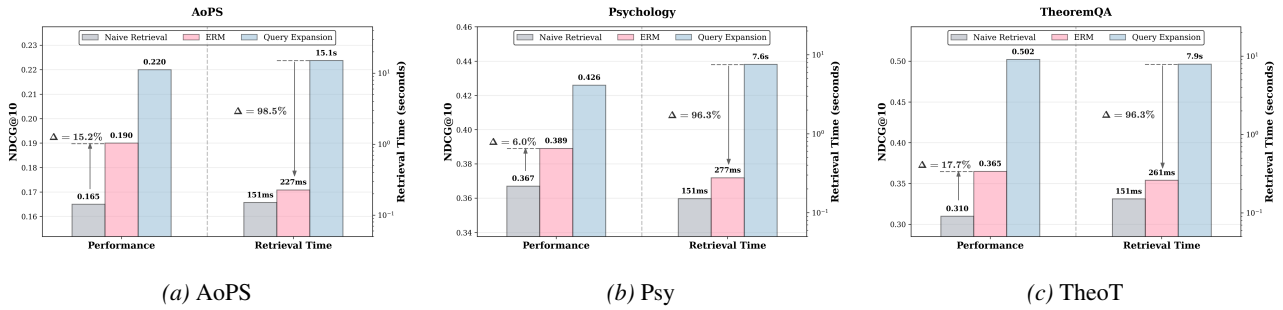 AoPS
Naive Retrieval ERM Query Expansion
NDCG@10
0.23
0.22
0.21
0.20
0.19
0.18
0.17
0.16
0.165
0.190
0.220
Δ = 15.2%
151ms
227ms
15.1s
Δ = 98.5%
10¹
10⁰
10⁻¹
Retrieval Time (seconds)
Performance Retrieval Time
(a) AoPS
Psychology
Naive Retrieval ERM Query Expansion
NDCG@10
0.44
0.42
0.40
0.38
0.36
0.34
0.367
0.389
0.426
Δ = 6.0%
151ms
277ms
7.6s
Δ = 96.3%
10¹
10⁰
10⁻¹
Retrieval Time (seconds)
Performance Retrieval Time
(b) Psy
TheoremQA
Naive Retrieval ERM Query Expansion
NDCG@10
0.50
0.45
0.40
0.35
0.30
0.310
0.365
0.502
Δ = 17.7%
151ms
261ms
7.9s
Δ = 96.3%
10¹
10⁰
10⁻¹
Retrieval Time (seconds)
Performance Retrieval Time
(c) TheoT